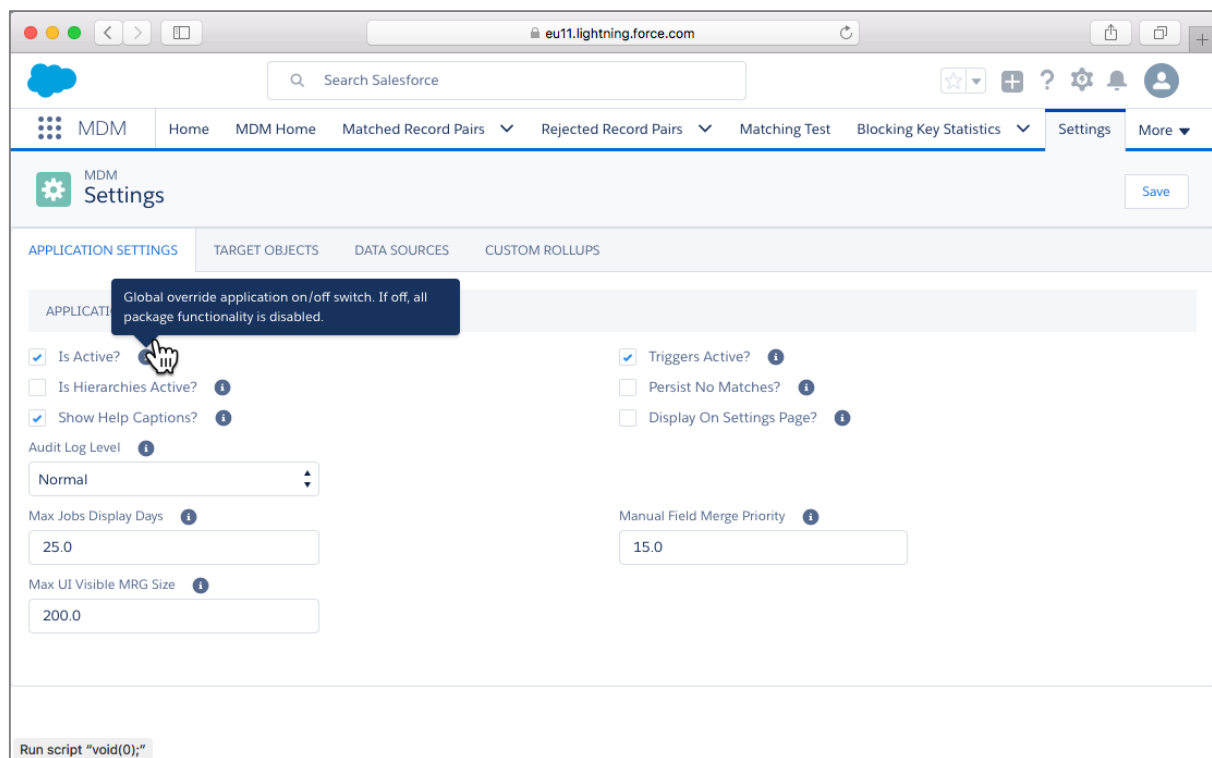 eu11.lightning.force.com
Search Salesforce
MDM Home MDM Home Matched Record Pairs Rejected Record Pairs Matching Test Blocking Key Statistics Settings More
MDM
Settings
Save
APPLICATION SETTINGS TARGET OBJECTS DATA SOURCES CUSTOM ROLLUPS
Global override application on/off switch. If off, all
package functionality is disabled.
Is Active? Triggers Active?
Is Hierarchies Active? Persist No Matches?
Show Help Captions? Display On Settings Page?
Audit Log Level
Normal
Max Jobs Display Days Manual Field Merge Priority
25.0 15.0
Max UI Visible MRG Size
200.0
Run script “void(0);”